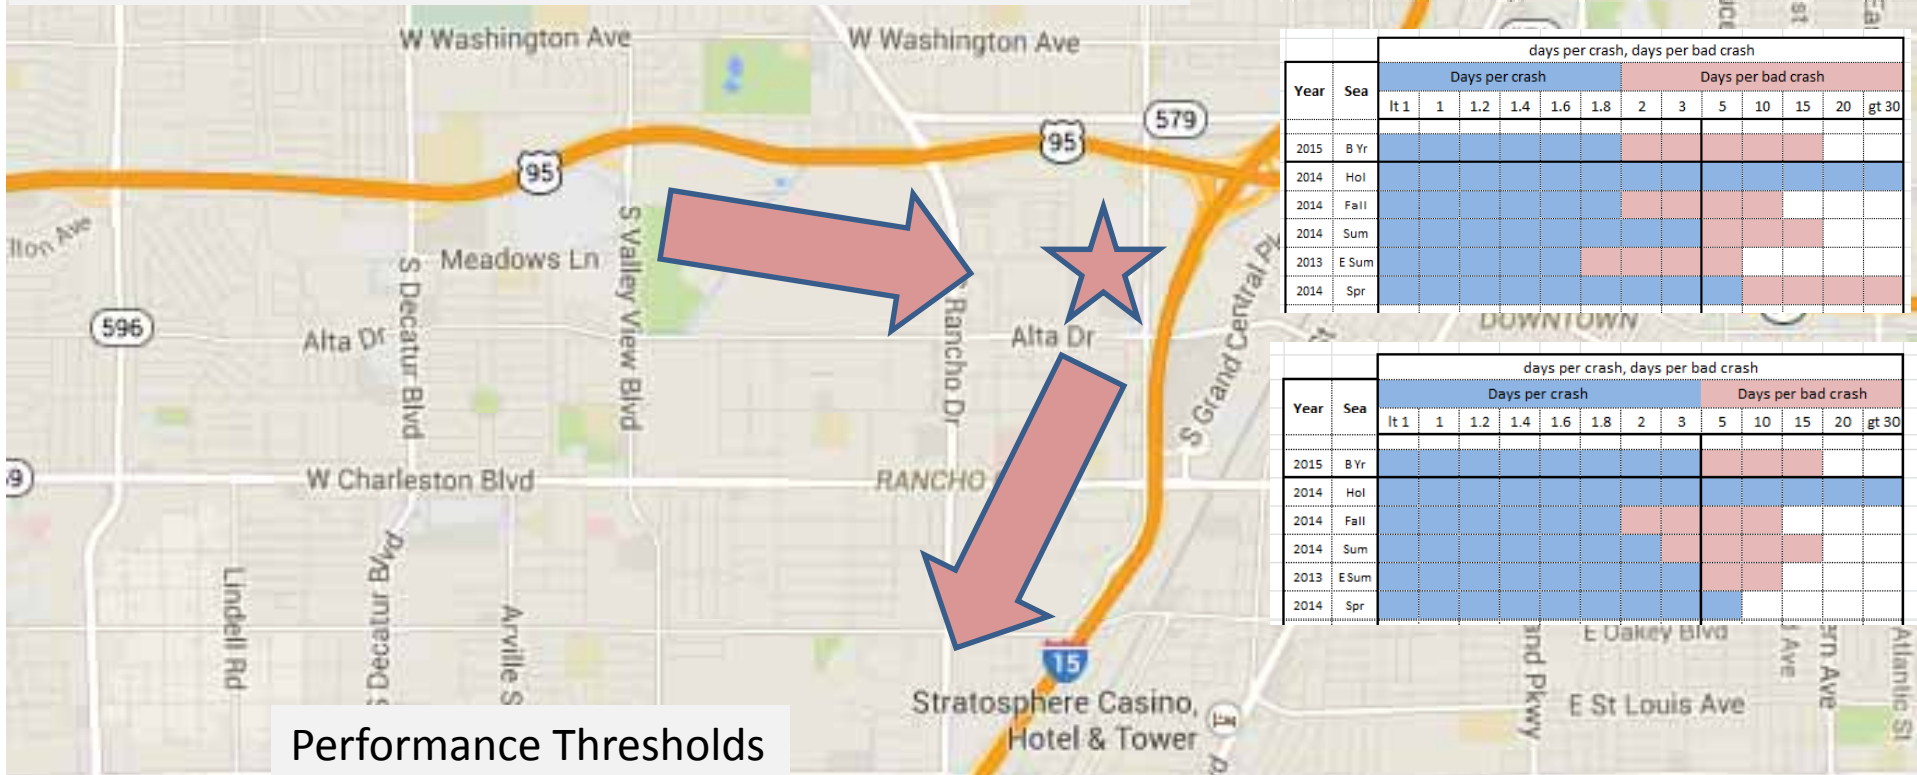 W Washington Ave
W Washington Ave
579
95
95
S Valley View Blvd
Meadows Ln
S Decatur Blvd
596
Alta Dr
Alta Dr
Rancho Dr
S Grand Central
DOWNTOWN
W Charleston Blvd
RANCHO
Lindell Rd
S Decatur Blvd
Arville S
15
Stratosphere Casino,
Hotel & Tower
E Oakey Blvd
E St Louis Ave
and Pkwy
Ave
ern Ave
Atlantic St
Performance Thresholds
days per crash, days per bad crash
Year Sea Days per crash Days per bad crash
lt 1 1 1.2 1.4 1.6 1.8 2 3 5 10 15 20 gt 30
2015 B Yr
2014 Hol
2014 Fall
2014 Sum
2013 E Sum
2014 Spr
days per crash, days per bad crash
Year Sea Days per crash Days per bad crash
lt 1 1 1.2 1.4 1.6 1.8 2 3 5 10 15 20 gt 30
2015 B Yr
2014 Hol
2014 Fall
2014 Sum
2013 E Sum
2014 Spr